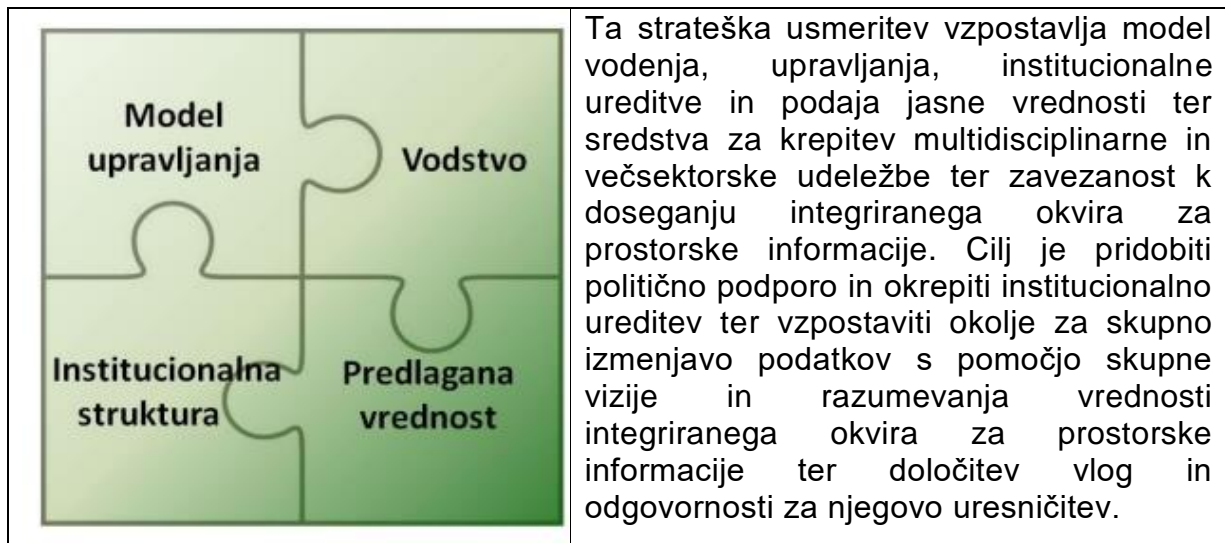 Model
upravljanja
Vodstvo
Institucionalna
struktura
Predlagana
vrednost
Ta strateška usmeritev vzpostavlja model
vodenja, upravljanja, institucionalne
ureditve in podaja jasne vrednosti ter
sredstva za krepitev multidisciplinarne in
večsektorske udeležbe ter zavezanost k
doseganju integriranega okvira za
prostorske informacije. Cilj je pridobiti
politično podporo in okrepiti institucionalno
ureditev ter vzpostaviti okolje za skupno
izmenjavo podatkov s pomočjo skupne
vizije in razumevanja vrednosti
integriranega okvira za prostorske
informacije ter določitev vlog in
odgovornosti za njegovo uresničitev.